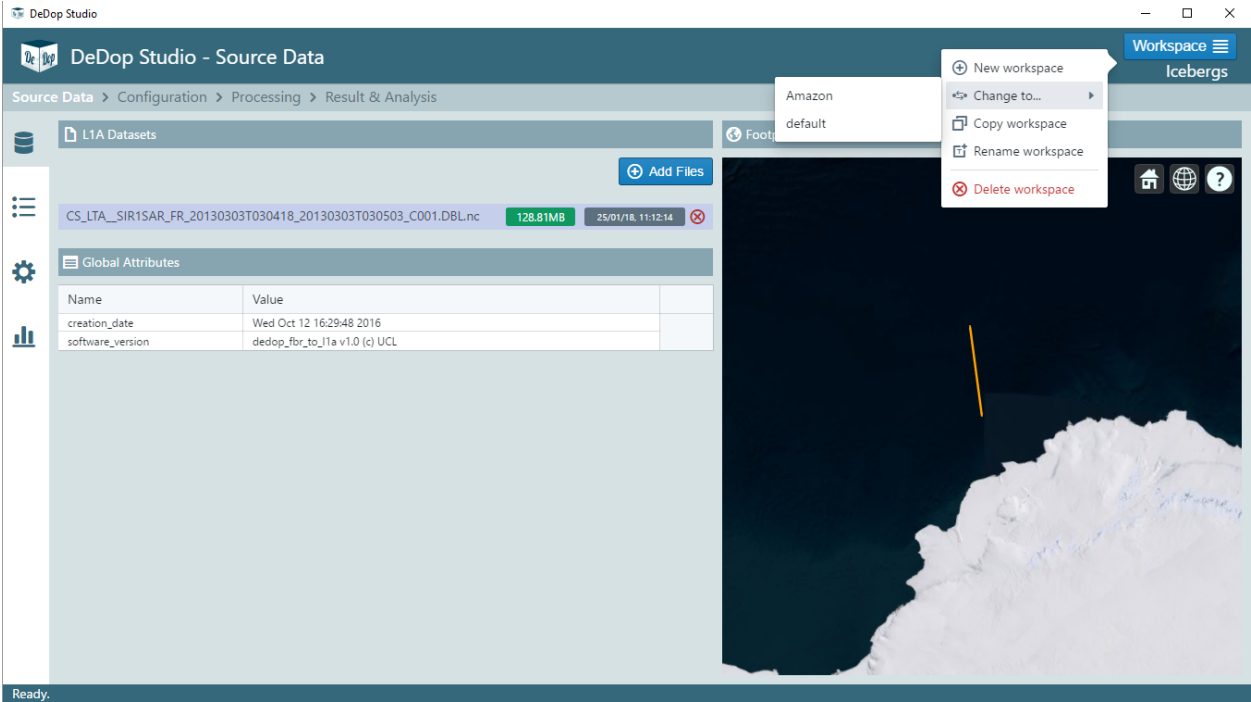 DeDop Studio
De Dop
DeDop Studio - Source Data
Workspace
Icebergs
Source Data > Configuration > Processing > Result & Analysis
New workspace
Change to...
Copy workspace
Rename workspace
Delete workspace
Amazon
default
L1A Datasets
Add Files
CS_LTA__SIR1SAR_FR_20130303T030418_20130303T030503_C001.DBL.nc 128.81MB 25/01/18, 11:12:14
Global Attributes
Name Value
creation_date Wed Oct 12 16:29:48 2016
software_version dedop_fbr_to_l1a v1.0 (c) UCL
?
Ready.